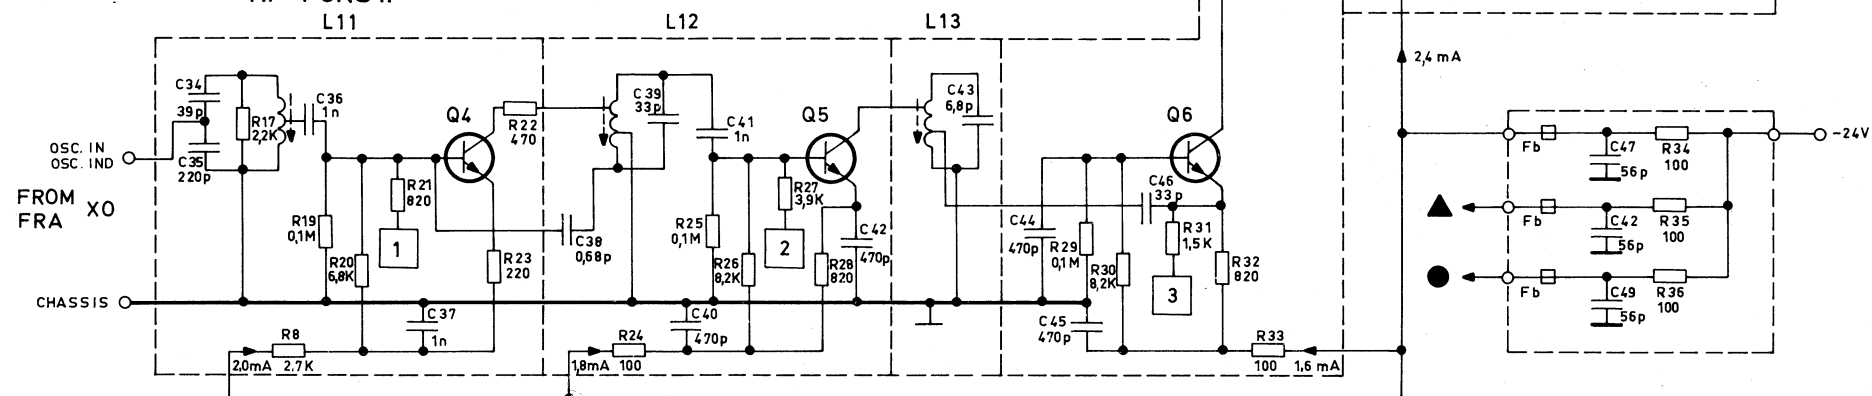 L11
L12
L13
C34
39p
R17
2,2K
C36
1n
Q4
R22
470
C39
33p
C41
1n
Q5
C43
6,8p
Q6
2,4 mA
OSC. IN
OSC. IND
C35
220p
FROM XO
FRA
R21
820
R19
0,1M
1
R20
6,8K
C38
0,68p
R23
220
R27
3,9K
R25
0,1M
2
R26
8,2K
R28
820
C42
470p
C46
33p
C44
470p
R29
0,1M
R31
1,5K
R30
8,2K
3
R32
820
Fb
C47
56p
R34
100
-24V
Fb
C42
56p
R35
100
Fb
C49
56p
R36
100
CHASSIS
C37
1n
R8
2,0mA 2.7K
C40
470p
R24
1,8mA 100
C45
470p
R33
100 1,6 mA